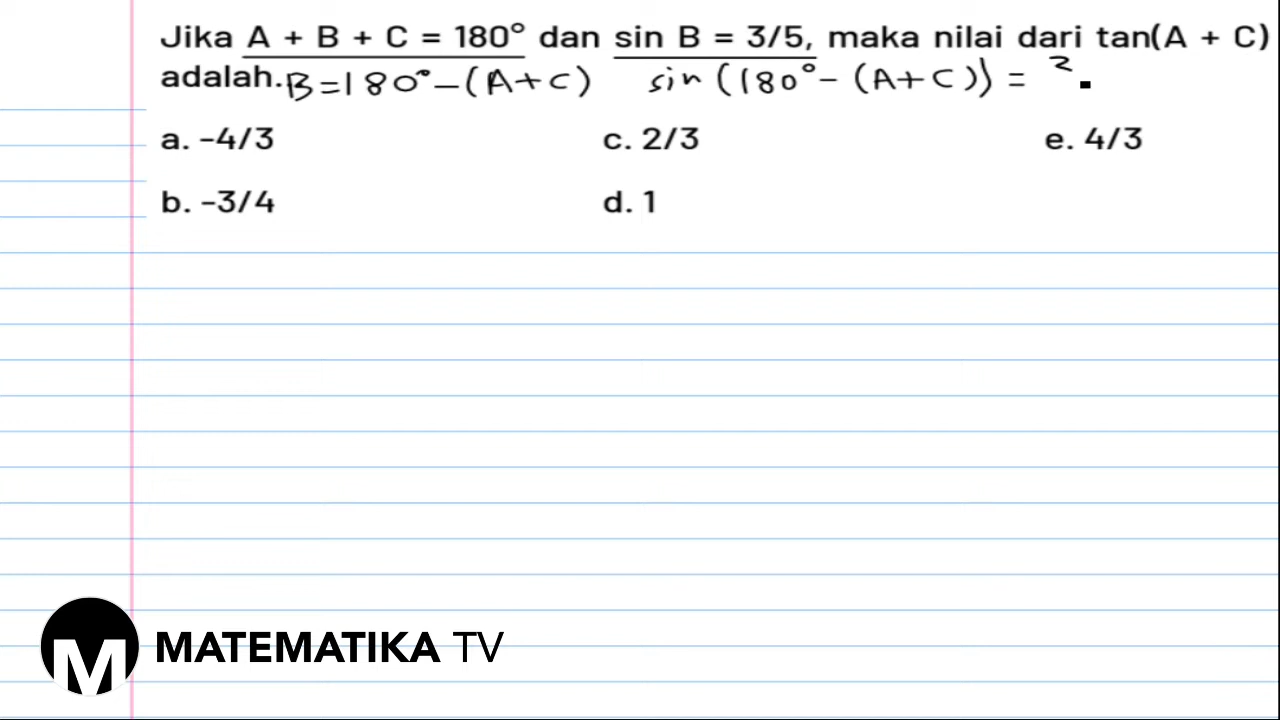 Jika A + B + C = 180° dan sin B = 3/5, maka nilai dari tan(A + C)
adalah. B = 180° - (A + C) sin (180° - (A + C)) =
a. -4/3 c. 2/3 e. 4/3
b. -3/4 d. 1
M MATEMATIKA TV